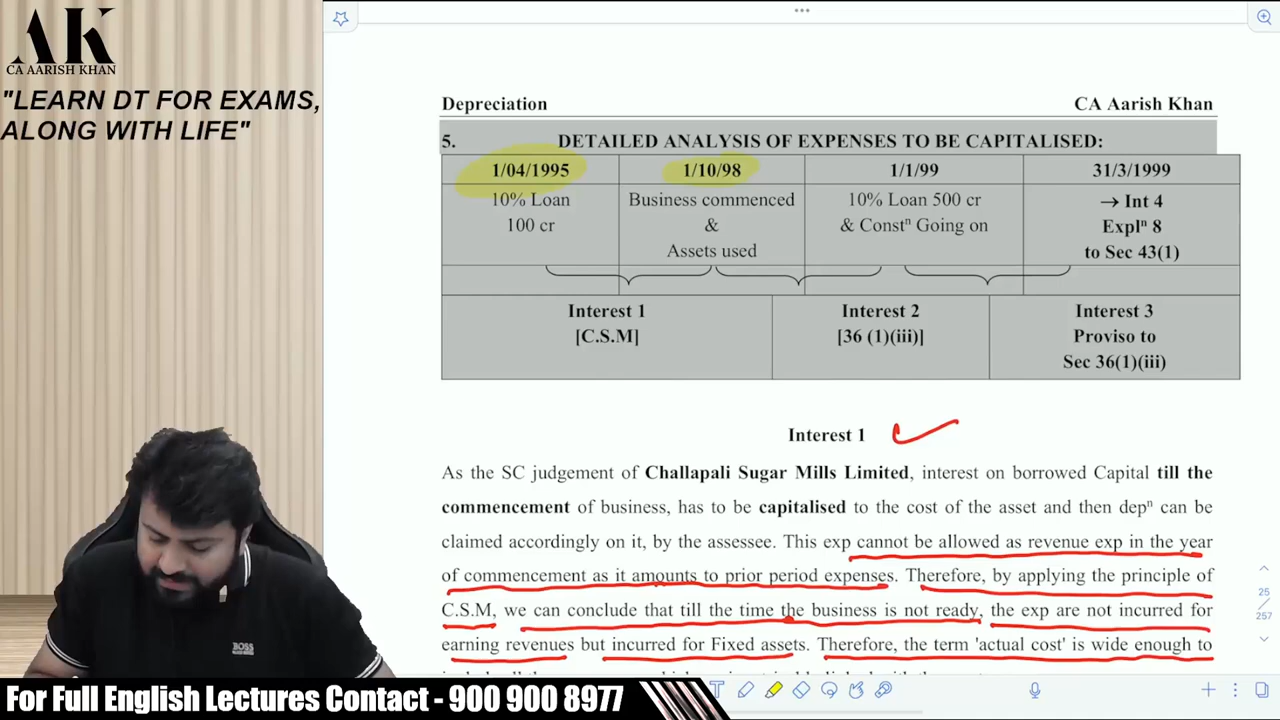 AK
CA AARISH KHAN
"LEARN DT FOR EXAMS,
ALONG WITH LIFE"
Depreciation CA Aarish Khan
5. DETAILED ANALYSIS OF EXPENSES TO BE CAPITALISED:
1/04/1995 1/10/98 1/1/99 31/3/1999
10% Loan Business commenced 10% Loan 500 cr → Int 4
100 cr & & Constⁿ Going on Explⁿ 8
Assets used to Sec 43(1)
Interest 1 Interest 2 Interest 3
[C.S.M] [36 (1)(iii)] Proviso to
Sec 36(1)(iii)
Interest 1
As the SC judgement of Challapali Sugar Mills Limited, interest on borrowed Capital till the
commencement of business, has to be capitalised to the cost of the asset and then depⁿ can be
claimed accordingly on it, by the assessee. This exp cannot be allowed as revenue exp in the year
of commencement as it amounts to prior period expenses. Therefore, by applying the principle of
C.S.M, we can conclude that till the time the business is not ready, the exp are not incurred for
earning revenues but incurred for Fixed assets. Therefore, the term 'actual cost' is wide enough to
25
257
BOSS
For Full English Lectures Contact - 900 900 8977